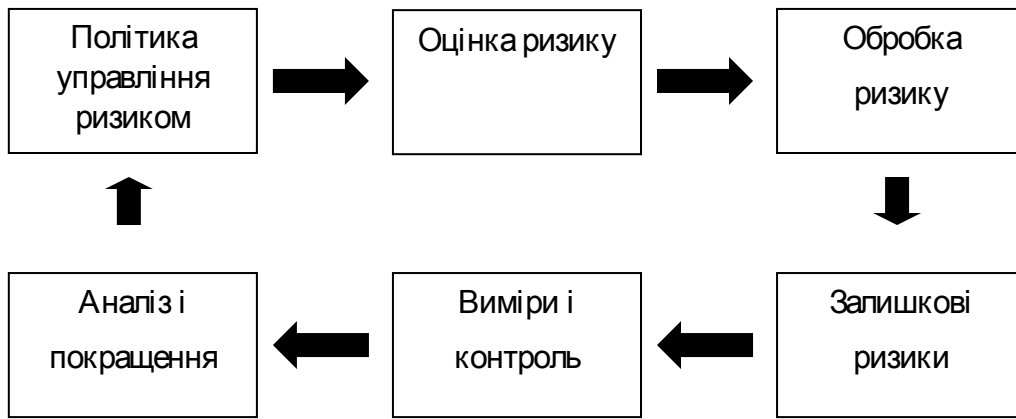 Політика
управління
ризиком
Оцінка ризику
Обробка
ризику
Залишкові
ризики
Виміри і
контроль
Аналіз і
покращення